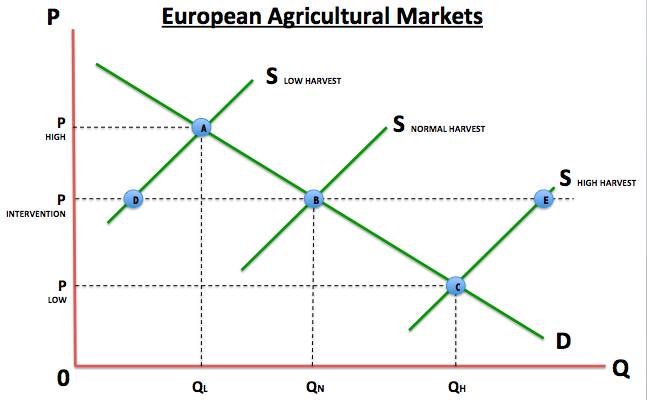 P
European Agricultural Markets
S LOW HARVEST
P
HIGH
A
S NORMAL HARVEST
S HIGH HARVEST
P
INTERVENTION
D
B
E
P
LOW
C
D
0
QL
QN
QH
Q